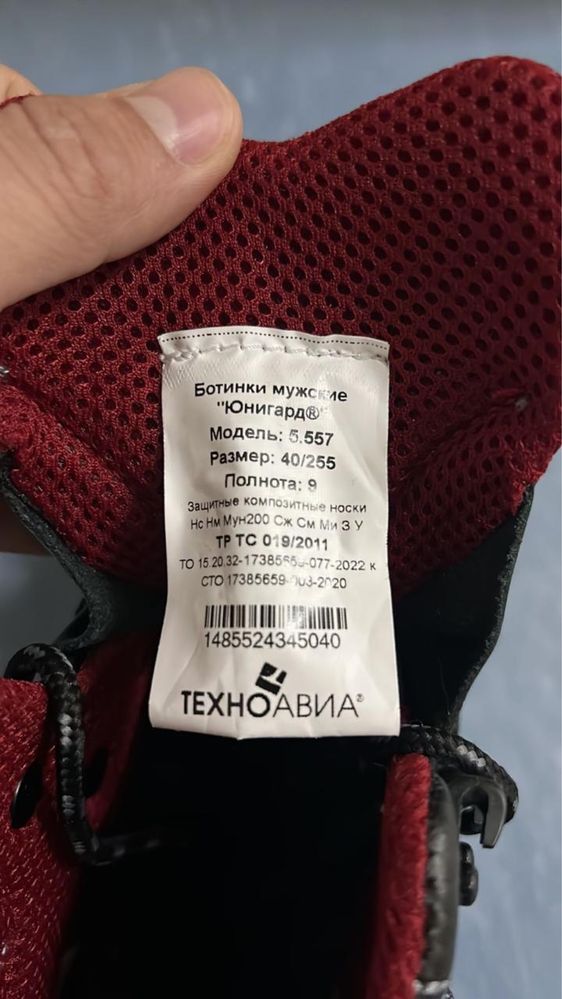 Ботинки мужские
"Юнигард®"
Модель: 5.557
Размер: 40/255
Полнота: 9
Защитные композитные носки
Нс Нм Мун200 Сж См Ми З У
ТР ТС 019/2011
ТО 15.20.32-17385659-077-2022 к
СТО 17385659-003-2020
1485524345040
ТЕХНОАВИА®